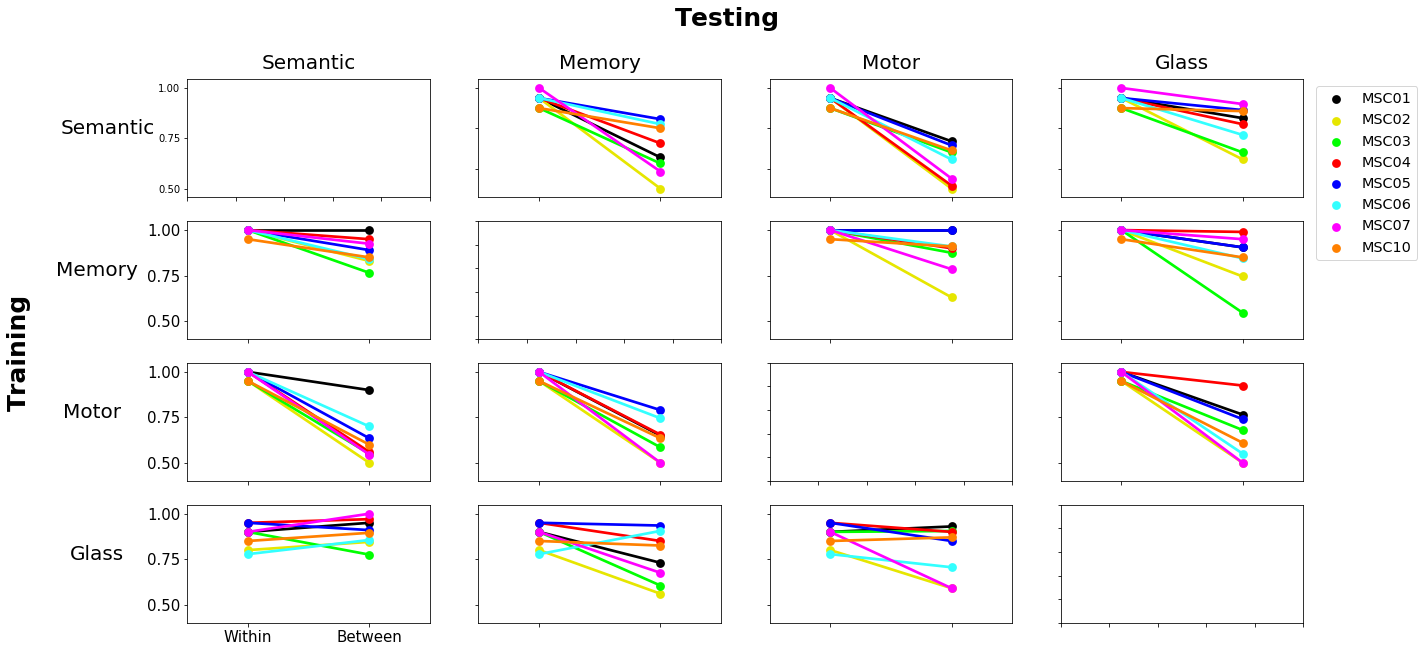 Testing
Semantic Memory Motor Glass
Semantic
1.00
0.75
0.50
MSC01
MSC02
MSC03
MSC04
MSC05
MSC06
MSC07
MSC10
Training
Memory
1.00
0.75
0.50
Motor
1.00
0.75
0.50
Glass
1.00
0.75
0.50
Within Between